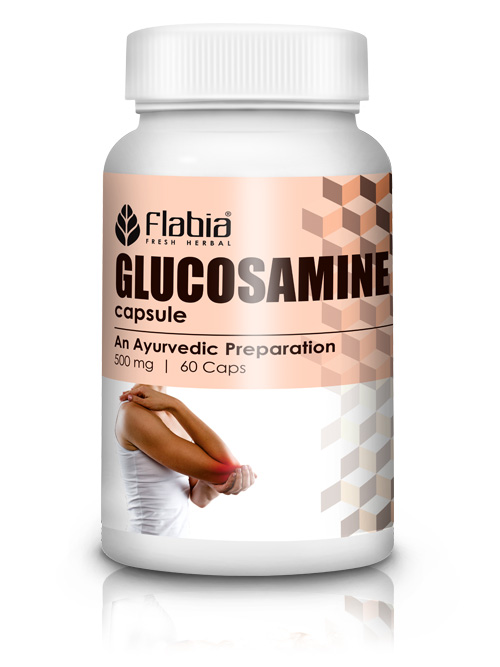 Flabia®
FRESH HERBAL
GLUCOSAMINE
capsule
An Ayurvedic Preparation
500 mg | 60 Caps